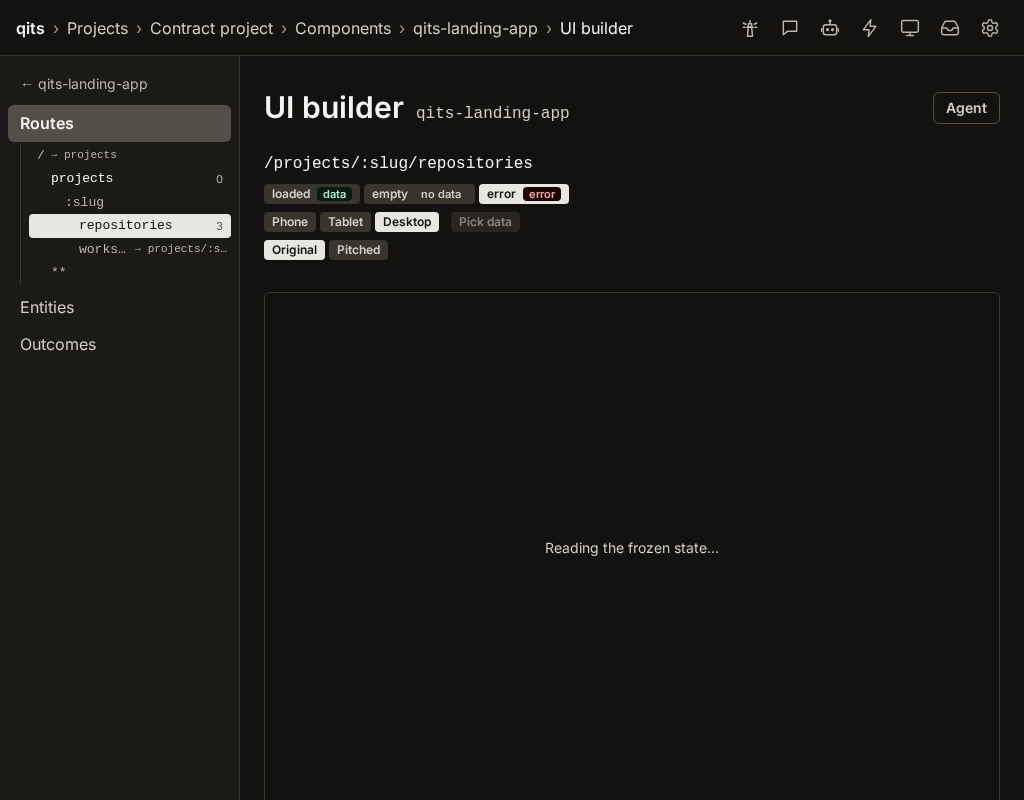 qits › Projects › Contract project › Components › qits-landing-app › UI builder
← qits-landing-app
Routes
/ → projects
projects 0
:slug
repositories 3
works… → projects/:s…
**
Entities
Outcomes
UI builder qits-landing-app
Agent
/projects/:slug/repositories
loaded data empty no data error error
Phone Tablet Desktop Pick data
Original Pitched
Reading the frozen state…